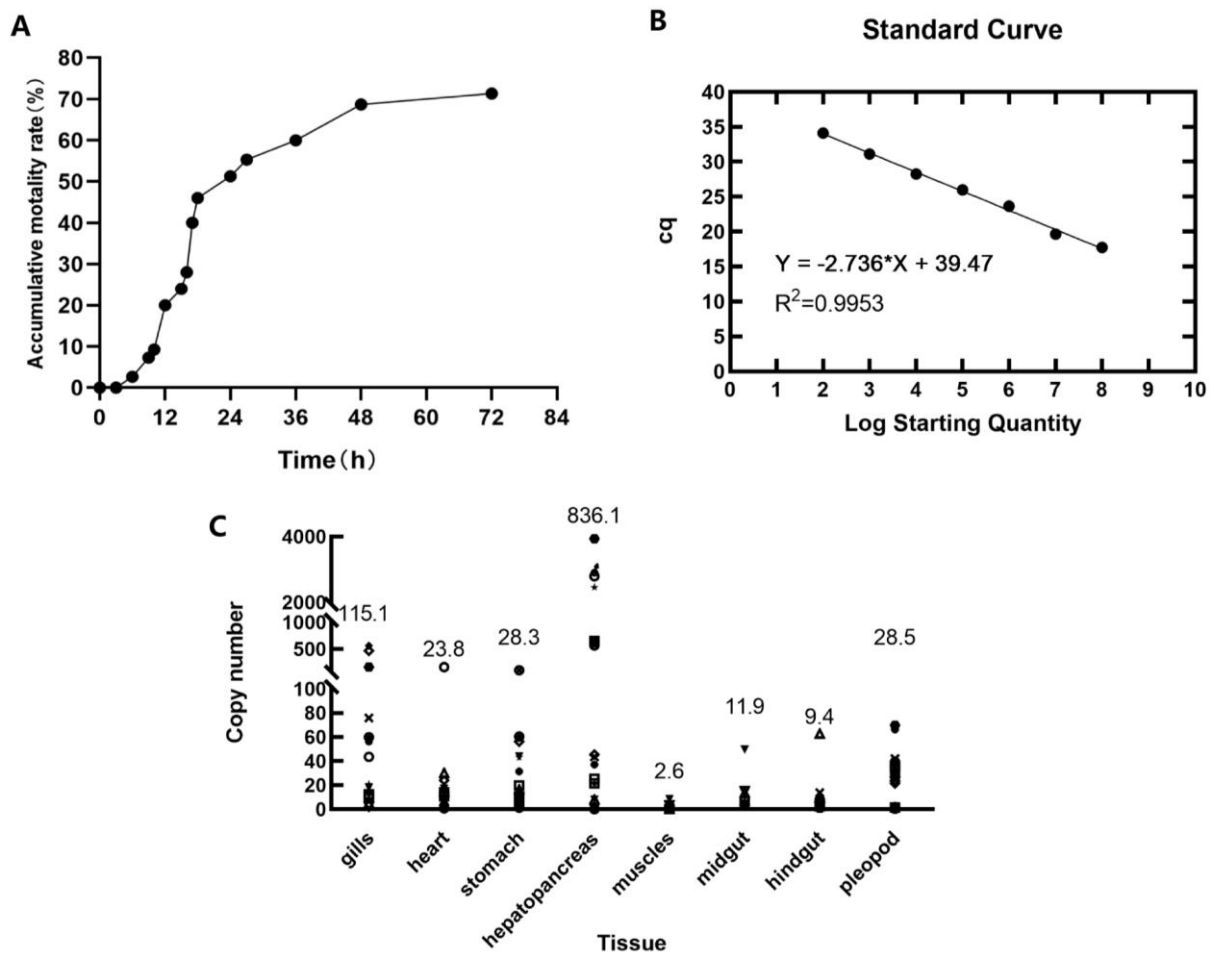 A
Accumulative motality rate(%)
80
70
60
50
40
30
20
10
0
0 12 24 36 48 60 72 84
Time(h)
B
Standard Curve
cq
40
35
30
25
20
15
10
5
0
Y = -2.736*X + 39.47
R²=0.9953
0 1 2 3 4 5 6 7 8 9 10
Log Starting Quantity
C
Copy number
4000
2000
1000
500
100
80
60
40
20
0
115.1
23.8
28.3
836.1
2.6
11.9
9.4
28.5
gills
heart
stomach
hepatopancreas
muscles
midgut
hindgut
pleopod
Tissue